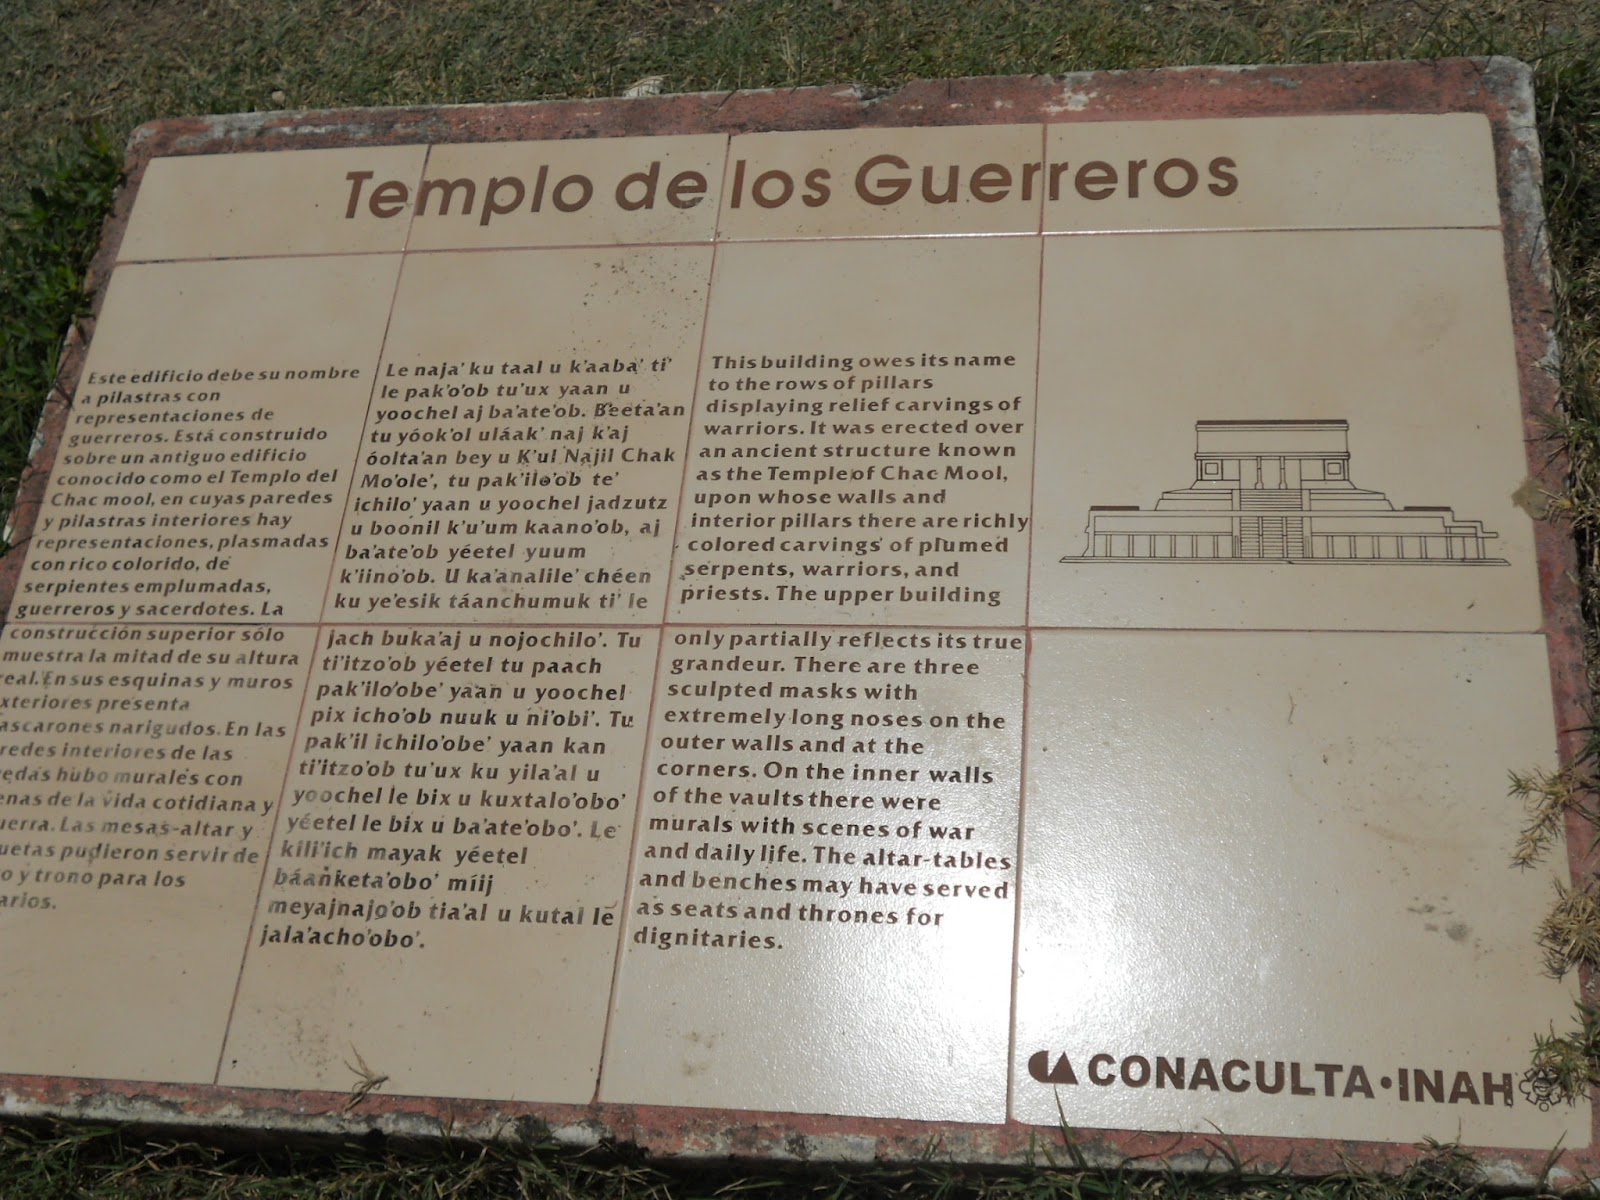 Templo de los Guerreros
Este edificio debe su nombre
a pilastras con
representaciones de
guerreros. Está construido
sobre un antiguo edificio
conocido como el Templo del
Chac mool, en cuyas paredes
y pilastras interiores hay
representaciones, plasmadas
con rico colorido, de
serpientes emplumadas,
guerreros y sacerdotes. La
construcción superior sólo
muestra la mitad de su altura
real. En sus esquinas y muros
xteriores presenta
ascarones narigudos. En las
redes interiores de las
edas hubo murales con
enas de la vida cotidiana y
uerra. Las mesas-altar y
uetas pudieron servir de
o y trono para los
arios.
Le naja' ku taal u k'aaba' ti'
le pak'o'ob tu'ux yaan u
yoochel aj ba'ate'ob. Beeta'an
tu yóok'ol uláak' naj k'aj
óolta'an bey u K'ul Najil Chak
Mo'ole', tu pak'ilo'ob te'
ichilo' yaan u yoochel jadzutz
u boonil k'u'um kaano'ob, aj
ba'ate'ob yéetel yuum
k'iino'ob. U ka'analile' chéen
ku ye'esik táanchumuk ti' le
jach buka'aj u nojochilo'. Tu
ti'itzo'ob yéetel tu paach
pak'ilo'obe' yaan u yoochel
pix icho'ob nuuk u ni'obi'. Tu
pak'il ichilo'obe' yaan kan
ti'itzo'ob tu'ux ku yila'al u
yoochel le bix u kuxtalo'obo'
yéetel le bix u ba'ate'obo'. Le
kili'ich mayak yéetel
báanketa'obo' míij
meyajnajo'ob tia'al u kutal le
jala'acho'obo'.
This building owes its name
to the rows of pillars
displaying relief carvings of
warriors. It was erected over
an ancient structure known
as the Temple of Chac Mool,
upon whose walls and
interior pillars there are richly
colored carvings of plumed
serpents, warriors, and
priests. The upper building
only partially reflects its true
grandeur. There are three
sculpted masks with
extremely long noses on the
outer walls and at the
corners. On the inner walls
of the vaults there were
murals with scenes of war
and daily life. The altar-tables
and benches may have served
as seats and thrones for
dignitaries.
CONACULTA•INAH